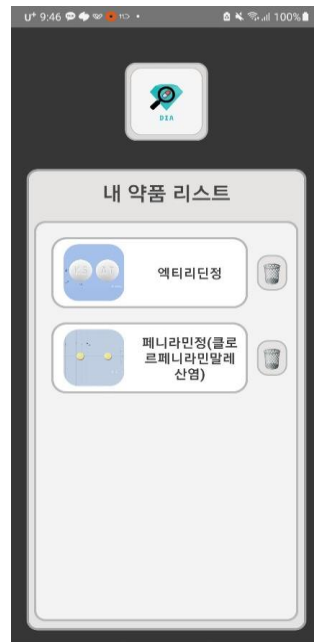 U+ 9:46
100%
DIA
내 약품 리스트
엑티리딘정
페니라민정(클로
르페니라민말레
산염)